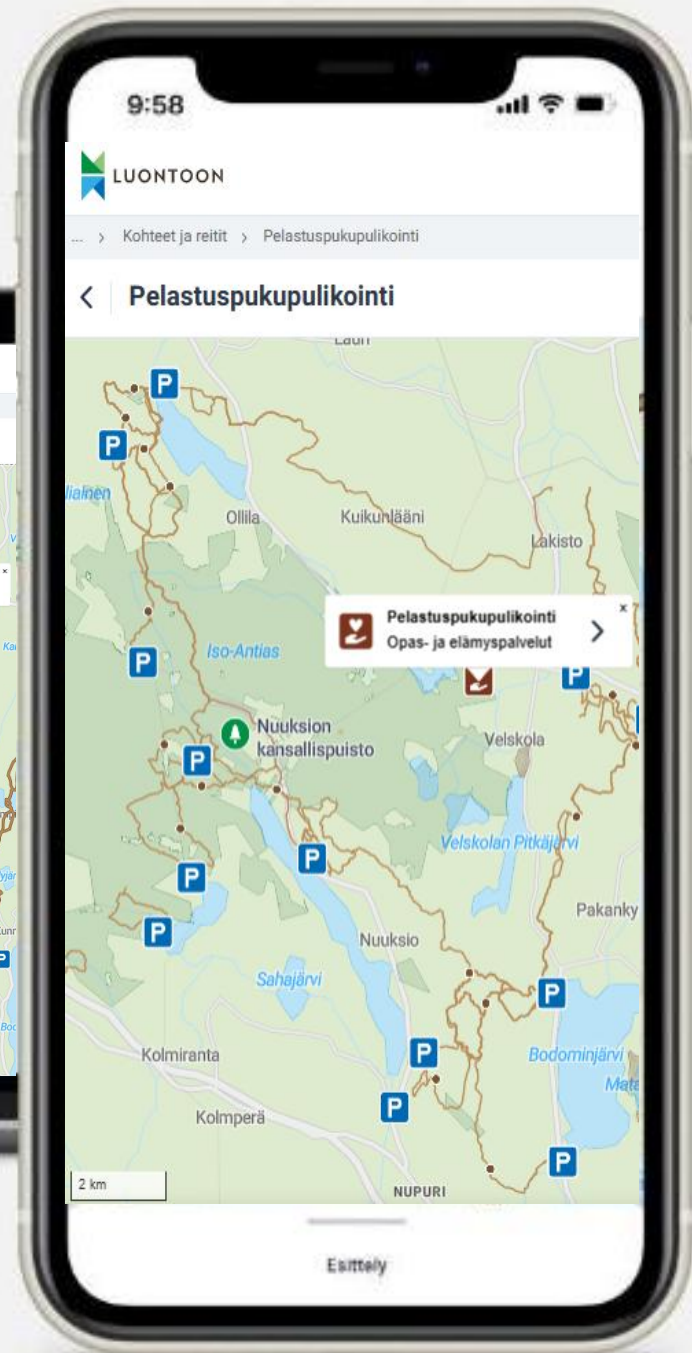 9:58
LUONTOON
... > Kohteet ja reitit > Pelastuspukupulikointi
< Pelastuspukupulikointi
P
P
Ollila
Kuikunlääni
Lakisto
Pelastuspukupulikointi
Opas- ja elämyspalvelut
x
x
P
Iso-Antias
P
Nuuksion
kansallispuisto
Velskola
P
P
Velskolan Pitkäjärvi
P
Pakanky
P
Nuuksio
P
Sahajärvi
P
Kolmiranta
P
Bodominjärvi
Kolmperä
P
P
2 km
NUPURI
Esittely